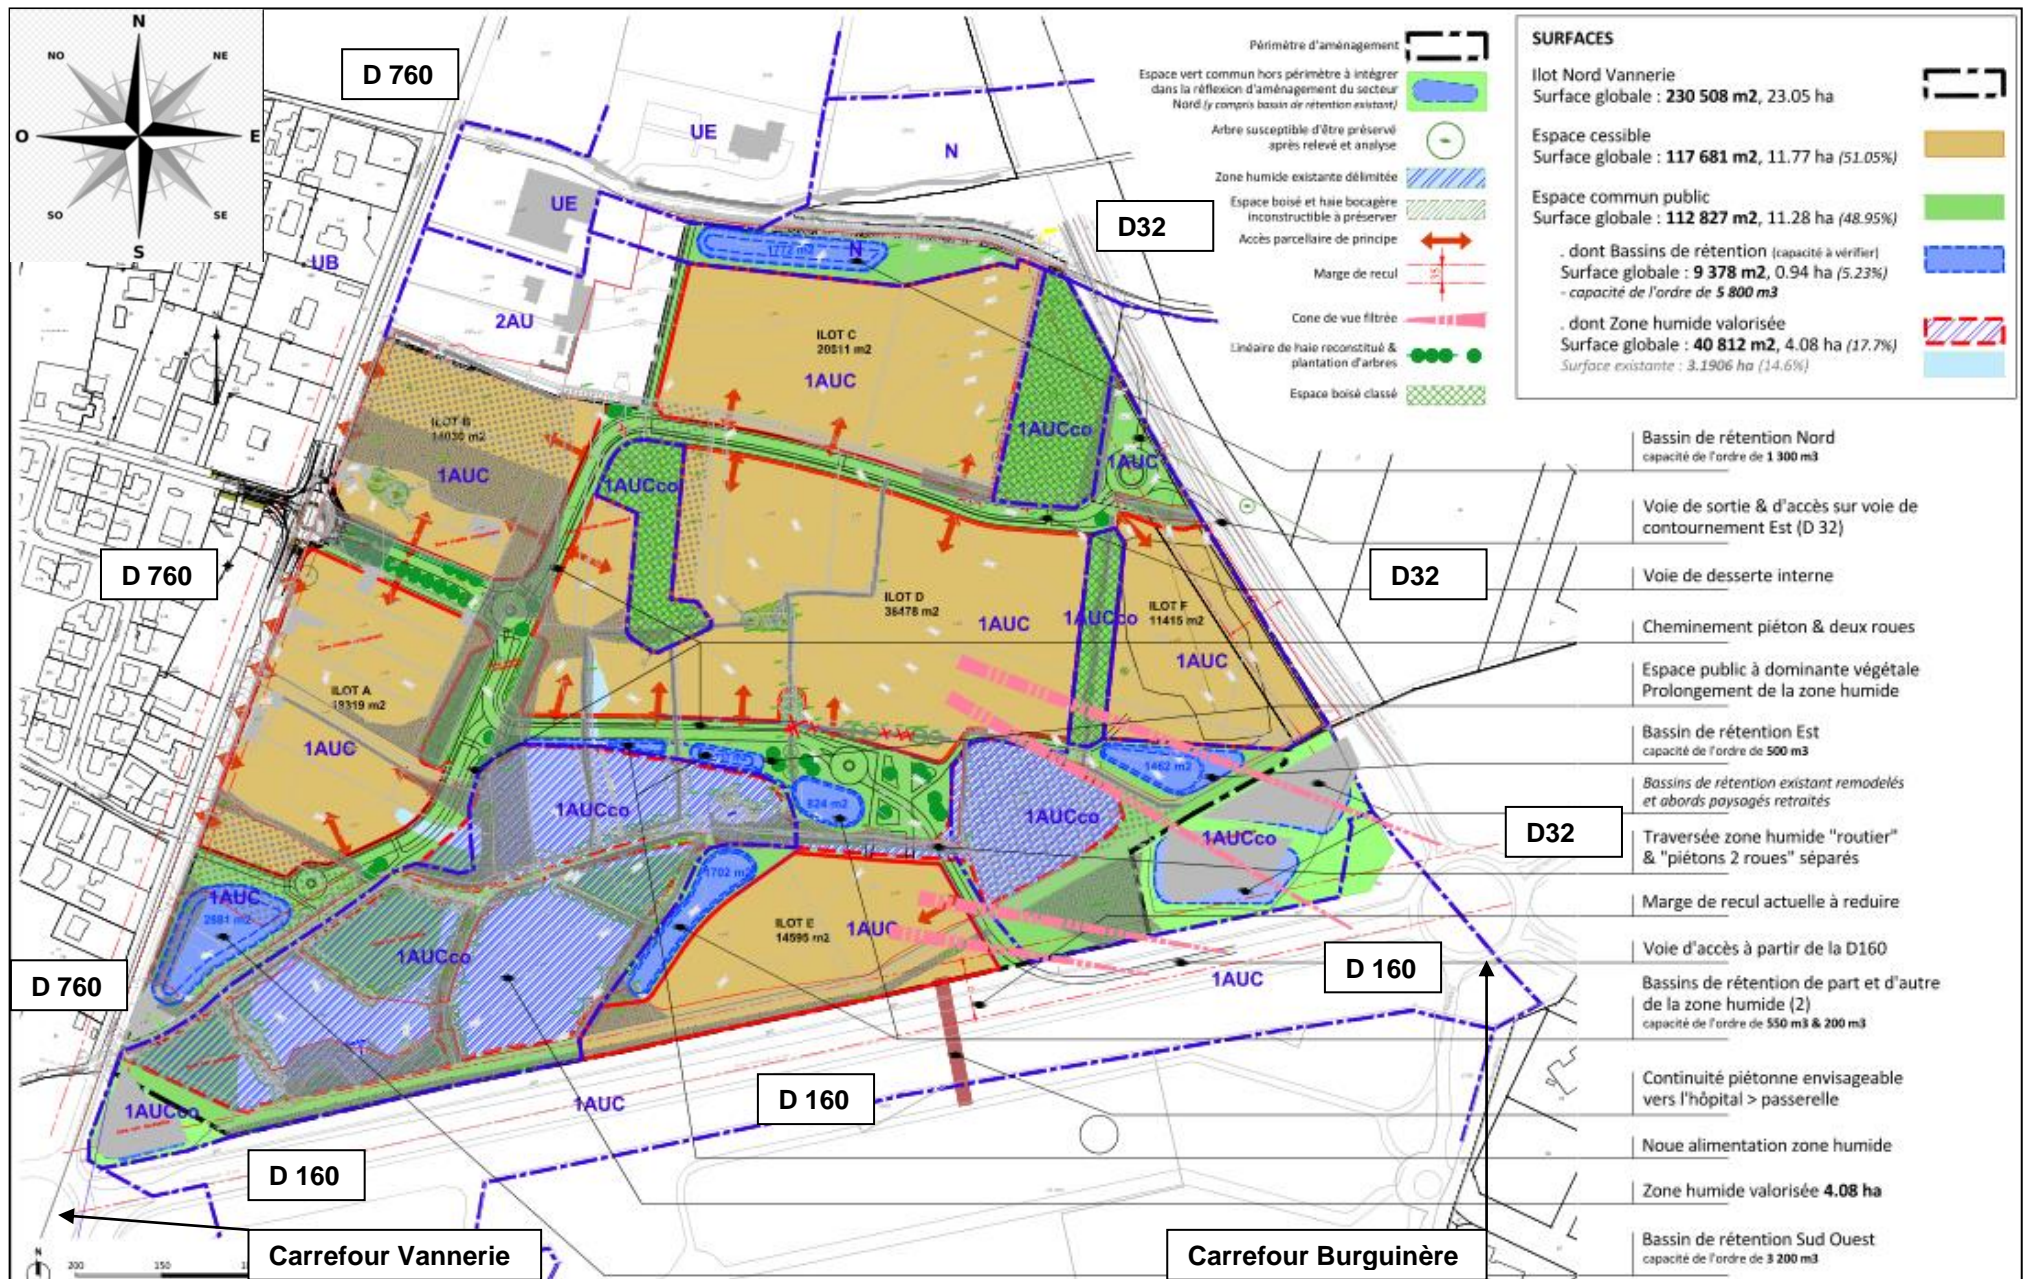 N
NO
NE
O
E
SO
SE
S
D 760
D32
D 760
D32
D32
D 760
D 160
D 160
D 160
Carrefour Vannerie
Carrefour Burguinère
UE
N
UE
UB
2AU
N
1772 m2
ILOT C
1AUC
ILOT B
14030 m2
1AUC
1AUCco
1AUCco
1AUC
ILOT D
36478 m2
1AUC
1AUCco
ILOT F
11415 m2
1AUC
ILOT A
1AUC
1AUCco
824 m2
1AUCco
1462 m2
1AUCco
1AUC
2681 m2
1702 m2
ILOT E
14595 m2
1AUC
1AUCco
1AUC
1AUC
1AUCco
N
200
150
Périmètre d'aménagement
Espace vert commun hors périmètre à intégrer
dans la réflexion d'aménagement du secteur
Nord (y compris bassin de rétention existant)
Arbre susceptible d'être préservé
après relevé et analyse
Zone humide existante délimitée
Espace boisé et haie bocagère
inconstructible à préserver
Accès parcellaire de principe
Marge de recul
35
Cone de vue filtrée
Linéaire de haie reconstitué &
plantation d'arbres
Espace boisé classé
SURFACES
Ilot Nord Vannerie
Surface globale : 230 508 m2, 23.05 ha
Espace cessible
Surface globale : 117 681 m2, 11.77 ha (51.05%)
Espace commun public
Surface globale : 112 827 m2, 11.28 ha (48.95%)
. dont Bassins de rétention (capacité à vérifier)
Surface globale : 9 378 m2, 0.94 ha (5.23%)
- capacité de l'ordre de 5 800 m3
. dont Zone humide valorisée
Surface globale : 40 812 m2, 4.08 ha (17.7%)
Surface existante : 3.1906 ha (14.6%)
Bassin de rétention Nord
capacité de l'ordre de 1 300 m3
Voie de sortie & d'accès sur voie de
contournement Est (D 32)
Voie de desserte interne
Cheminement piéton & deux roues
Espace public à dominante végétale
Prolongement de la zone humide
Bassin de rétention Est
capacité de l'ordre de 500 m3
Bassins de rétention existant remodelés
et abords paysagés retraités
Traversée zone humide "routier"
& "piétons 2 roues" séparés
Marge de recul actuelle à reduire
Voie d'accès à partir de la D160
Bassins de rétention de part et d'autre
de la zone humide (2)
capacité de l'ordre de 550 m3 & 200 m3
Continuité piétonne envisageable
vers l'hôpital > passerelle
Noue alimentation zone humide
Zone humide valorisée 4.08 ha
Bassin de rétention Sud Ouest
capacité de l'ordre de 3 200 m3